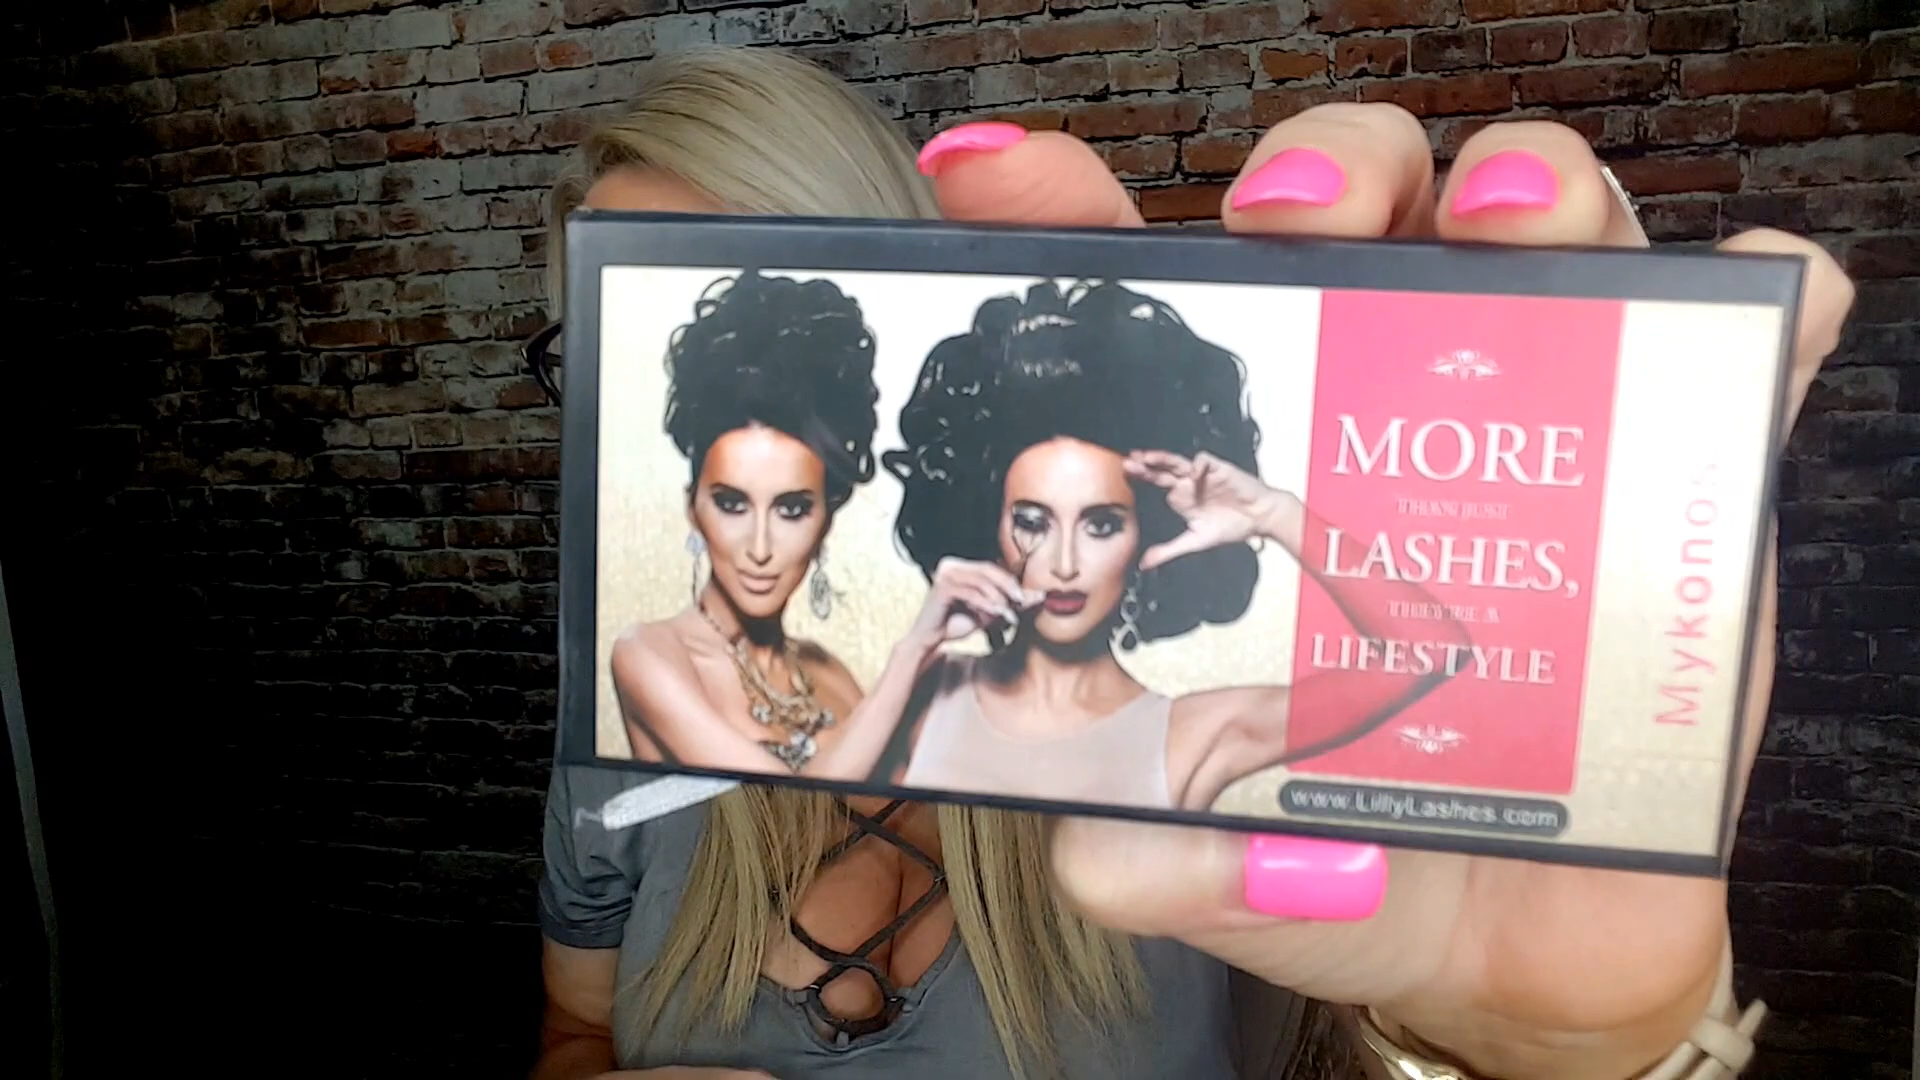 MORE
THAN JUST
LASHES,
THEY'RE A
LIFESTYLE
Mykonos
www.LillyLashes.com